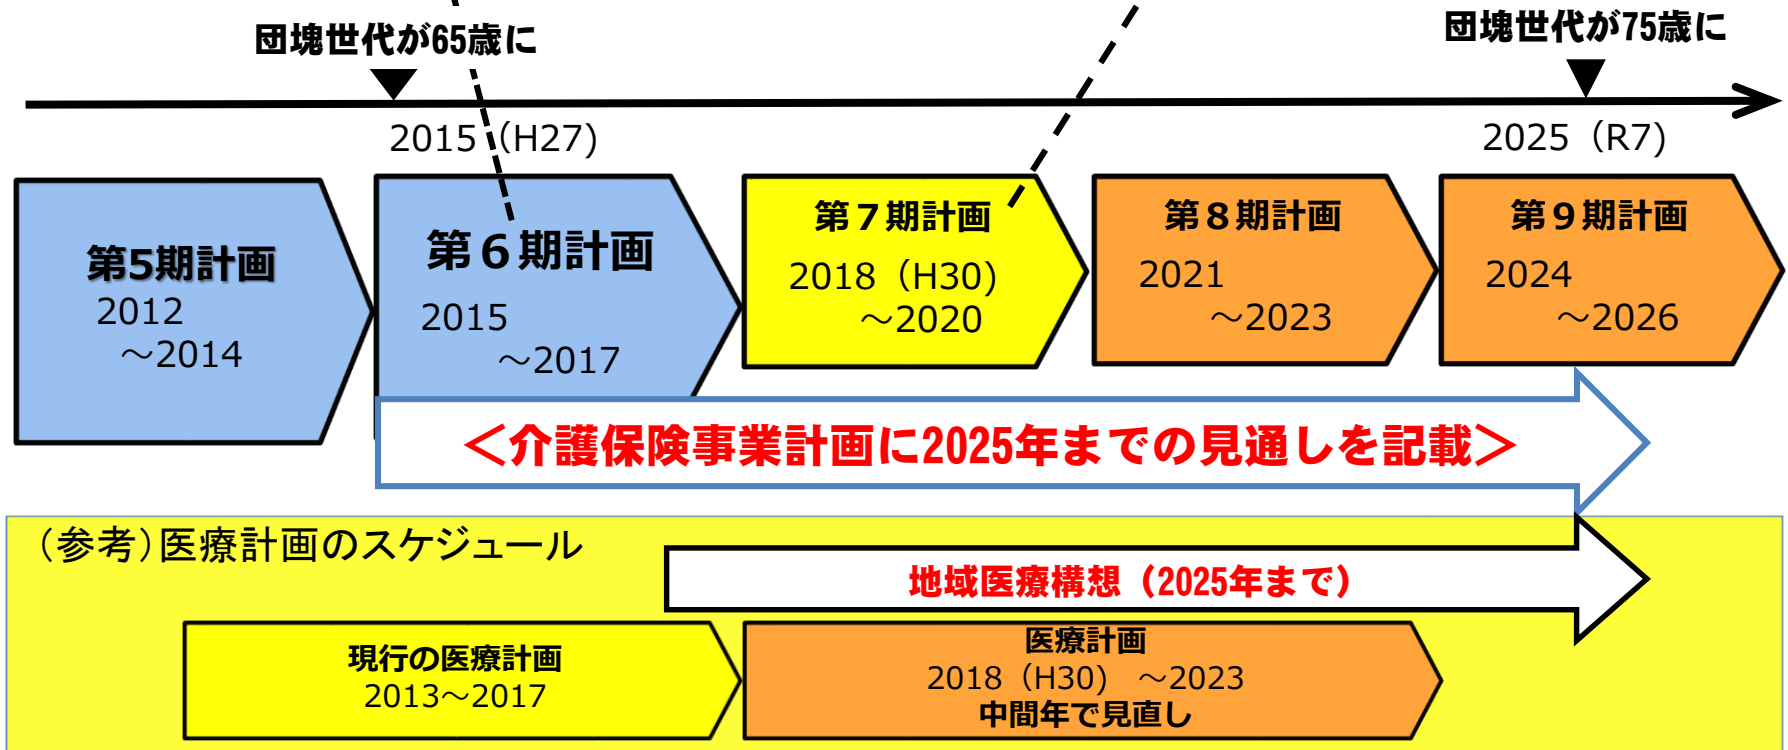 団塊世代が65歳に
団塊世代が75歳に
2015（H27)
2025（R7)
第5期計画
2012
～2014
第６期計画
2015
～2017
第７期計画
2018（H30)
～2020
第８期計画
2021
～2023
第９期計画
2024
～2026
＜介護保険事業計画に2025年までの見通しを記載＞
（参考）医療計画のスケジュール
地域医療構想（2025年まで）
現行の医療計画
2013～2017
医療計画
2018（H30) ～2023
中間年で見直し